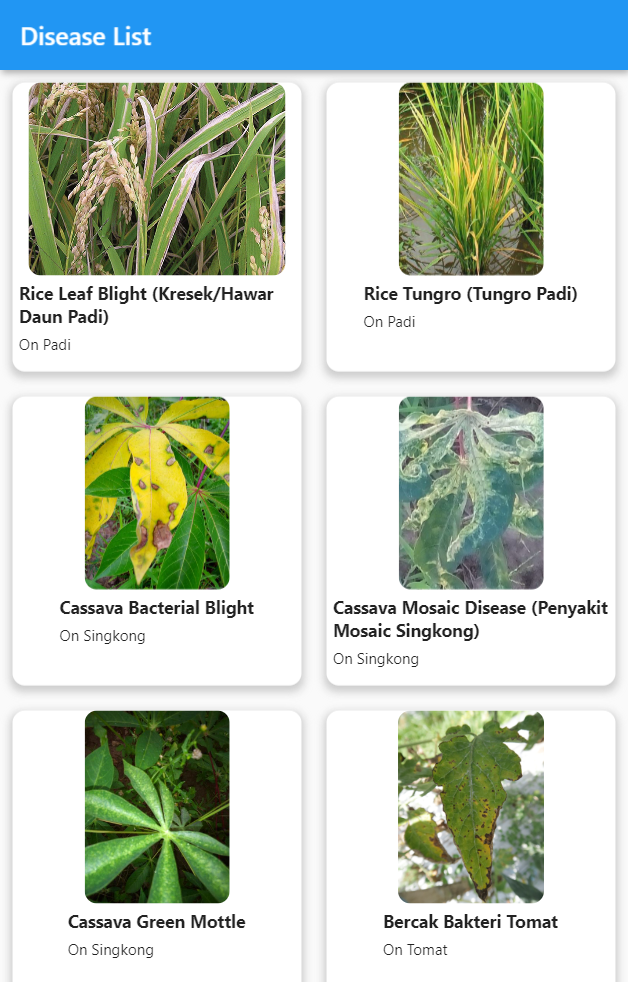 Disease List
Rice Leaf Blight (Kresek/Hawar
Daun Padi)
On Padi
Rice Tungro (Tungro Padi)
On Padi
Cassava Bacterial Blight
On Singkong
Cassava Mosaic Disease (Penyakit
Mosaic Singkong)
On Singkong
Cassava Green Mottle
On Singkong
Bercak Bakteri Tomat
On Tomat